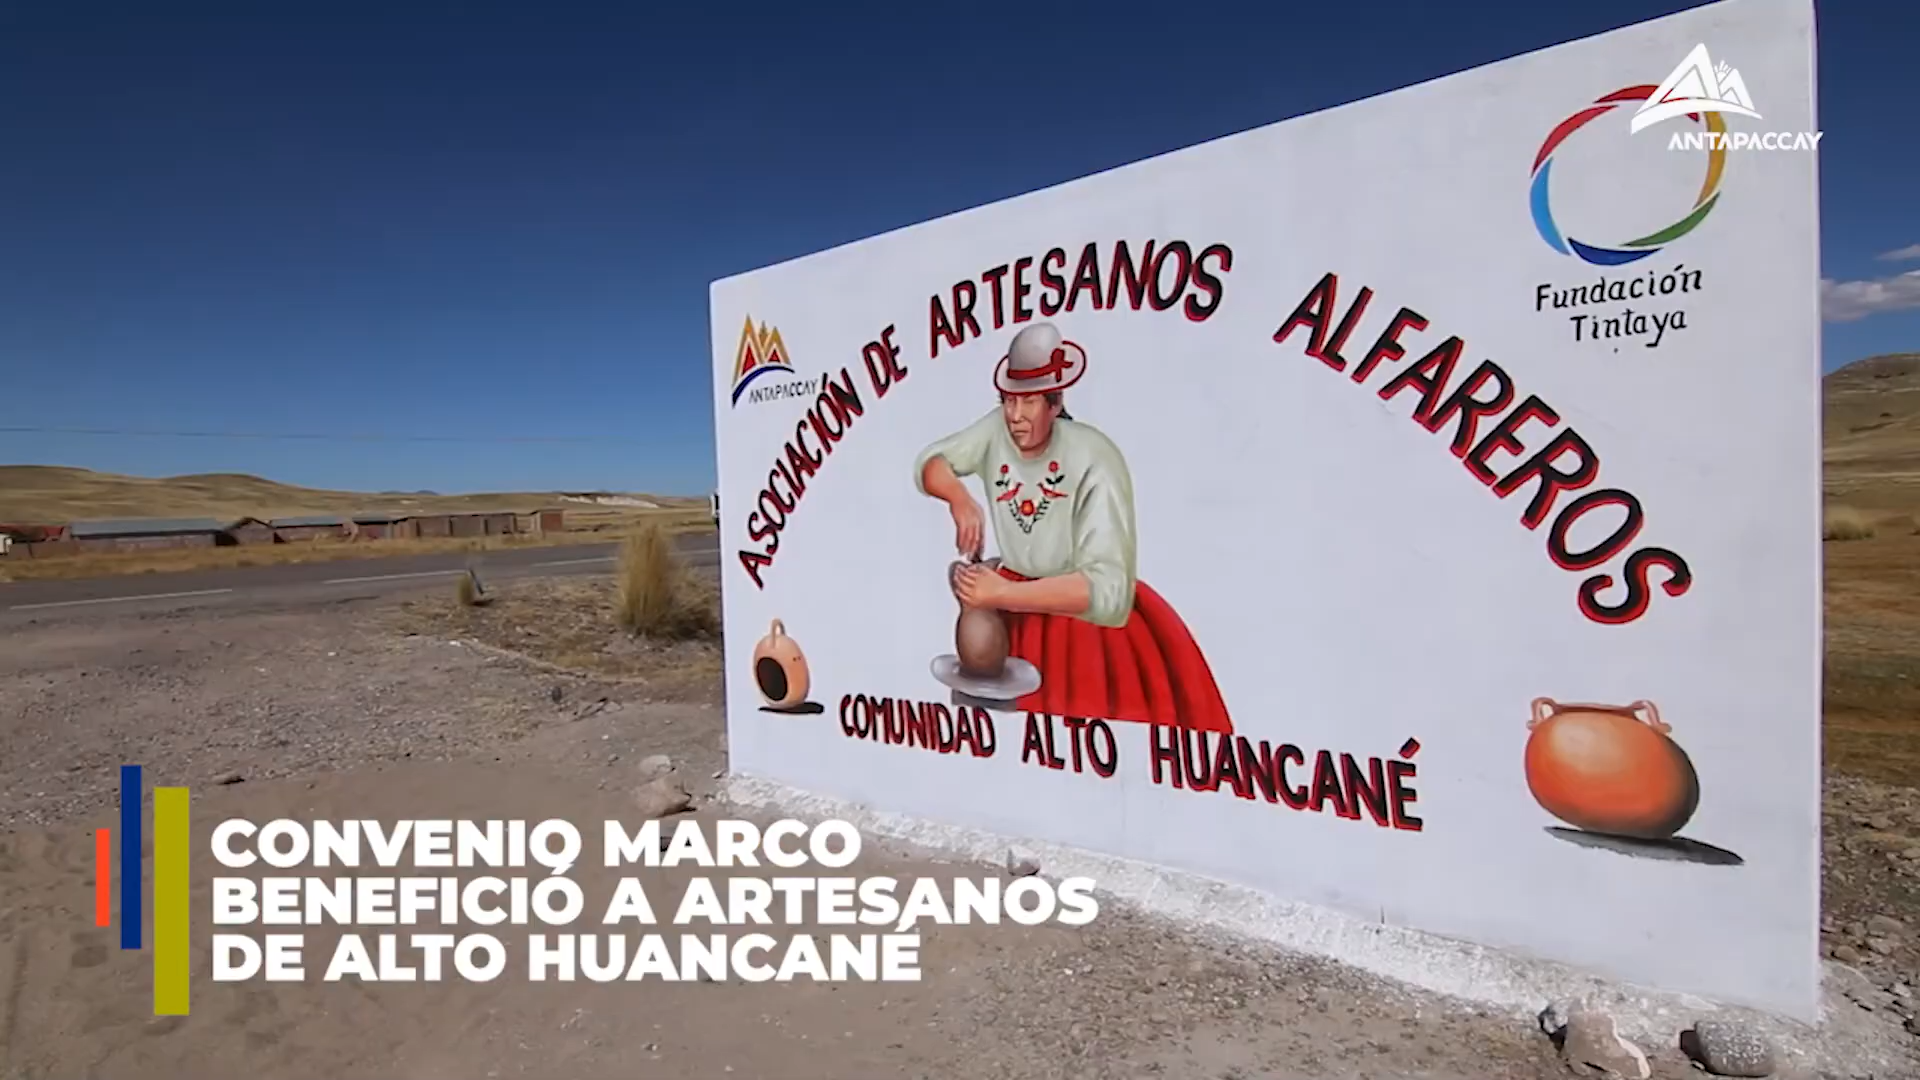 ANTAPACCAY
Fundación
Tintaya
ANTAPACCAY
ASOCIACIÓN DE ARTESANOS ALFAREROS
COMUNIDAD ALTO HUANCANÉ
CONVENIO MARCO
BENEFICIÓ A ARTESANOS
DE ALTO HUANCANÉ